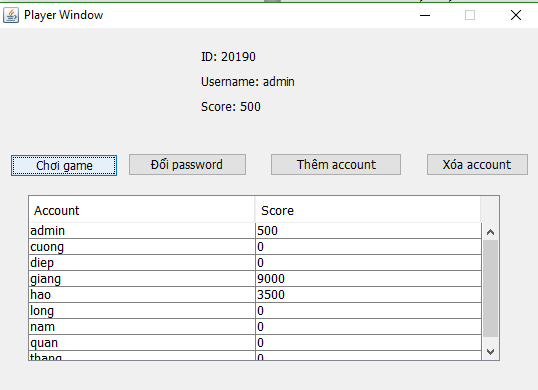 Player Window
ID: 20190
Username: admin
Score: 500
Chơi game Đổi password Thêm account Xóa account
Account Score
admin 500
cuong 0
diep 0
giang 9000
hao 3500
long 0
nam 0
quan 0
thang 0